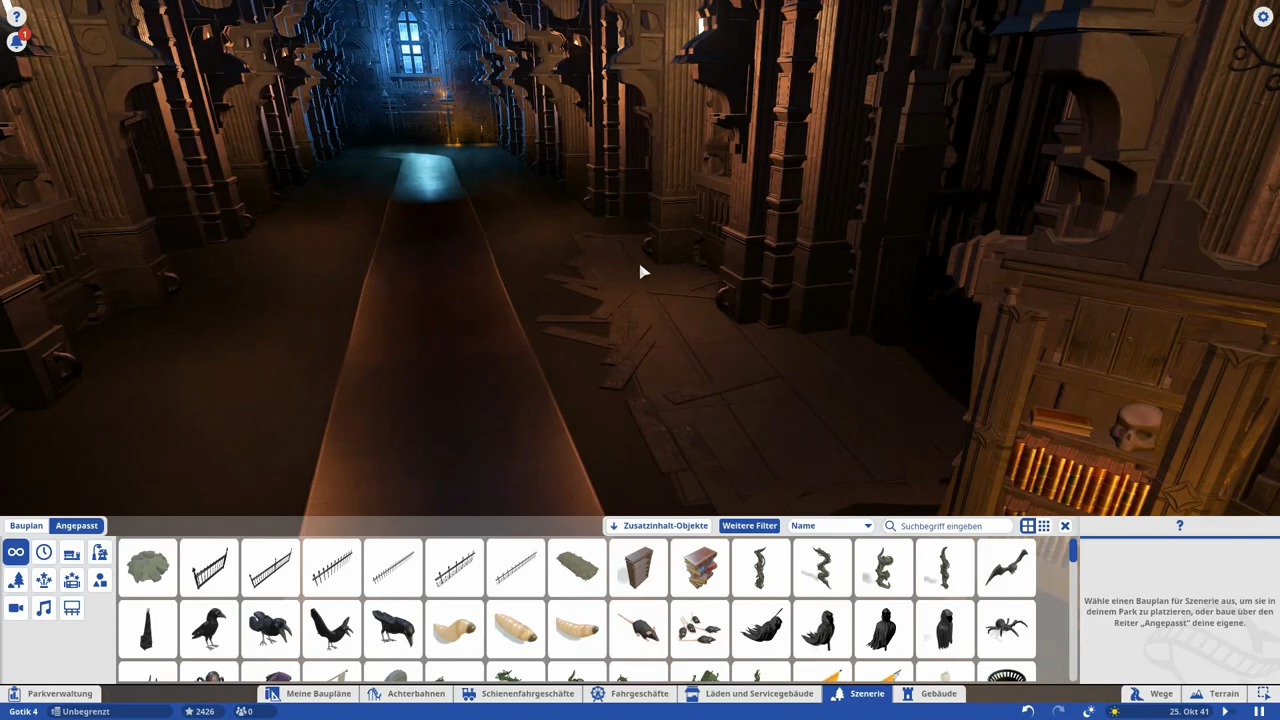 ?
1
Bauplan
Angepasst
Zusatzinhalt-Objekte
Weitere Filter
Name
Suchbegriff eingeben
?
Wähle einen Bauplan für Szenerie aus, um sie in
deinem Park zu platzieren, oder baue über den
Reiter „Angepasst" deine eigene.
Parkverwaltung
Meine Baupläne
Achterbahnen
Schienenfahrgeschäfte
Fahrgeschäfte
Läden und Servicegebäude
Szenerie
Gebäude
Wege
Terrain
Gotik 4
Unbegrenzt
2426
0
25. Okt 41